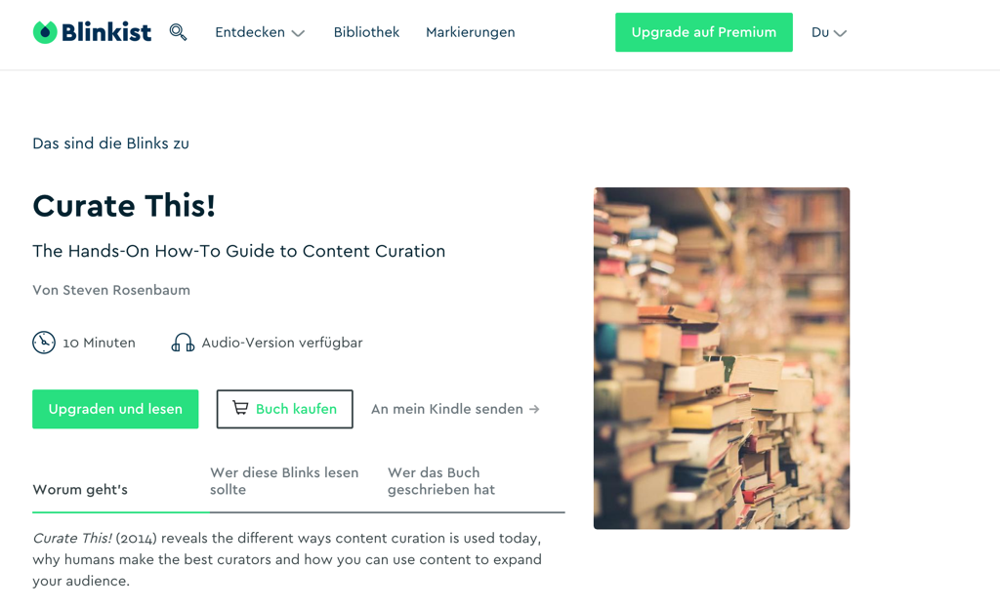 Blinkist
Entdecken
Bibliothek
Markierungen
Upgrade auf Premium
Du
Das sind die Blinks zu
Curate This!
The Hands-On How-To Guide to Content Curation
Von Steven Rosenbaum
10 Minuten
Audio-Version verfügbar
Upgraden und lesen
Buch kaufen
An mein Kindle senden →
Worum geht's
Wer diese Blinks lesen
sollte
Wer das Buch
geschrieben hat
Curate This! (2014) reveals the different ways content curation is used today,
why humans make the best curators and how you can use content to expand
your audience.